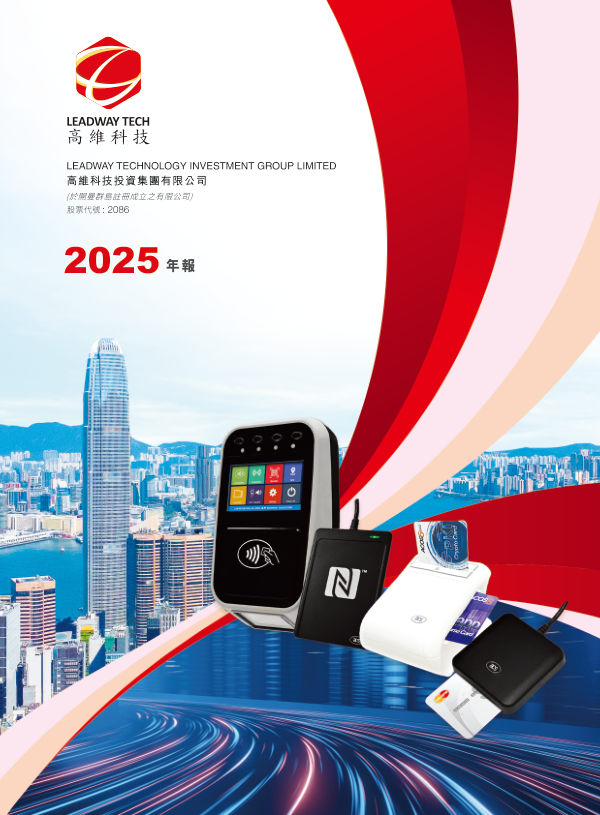 LEADWAY TECH
高維科技
LEADWAY TECHNOLOGY INVESTMENT GROUP LIMITED
高維科技投資集團有限公司
(於開曼群島註冊成立之有限公司)
股票代號 : 2086
2025 年報